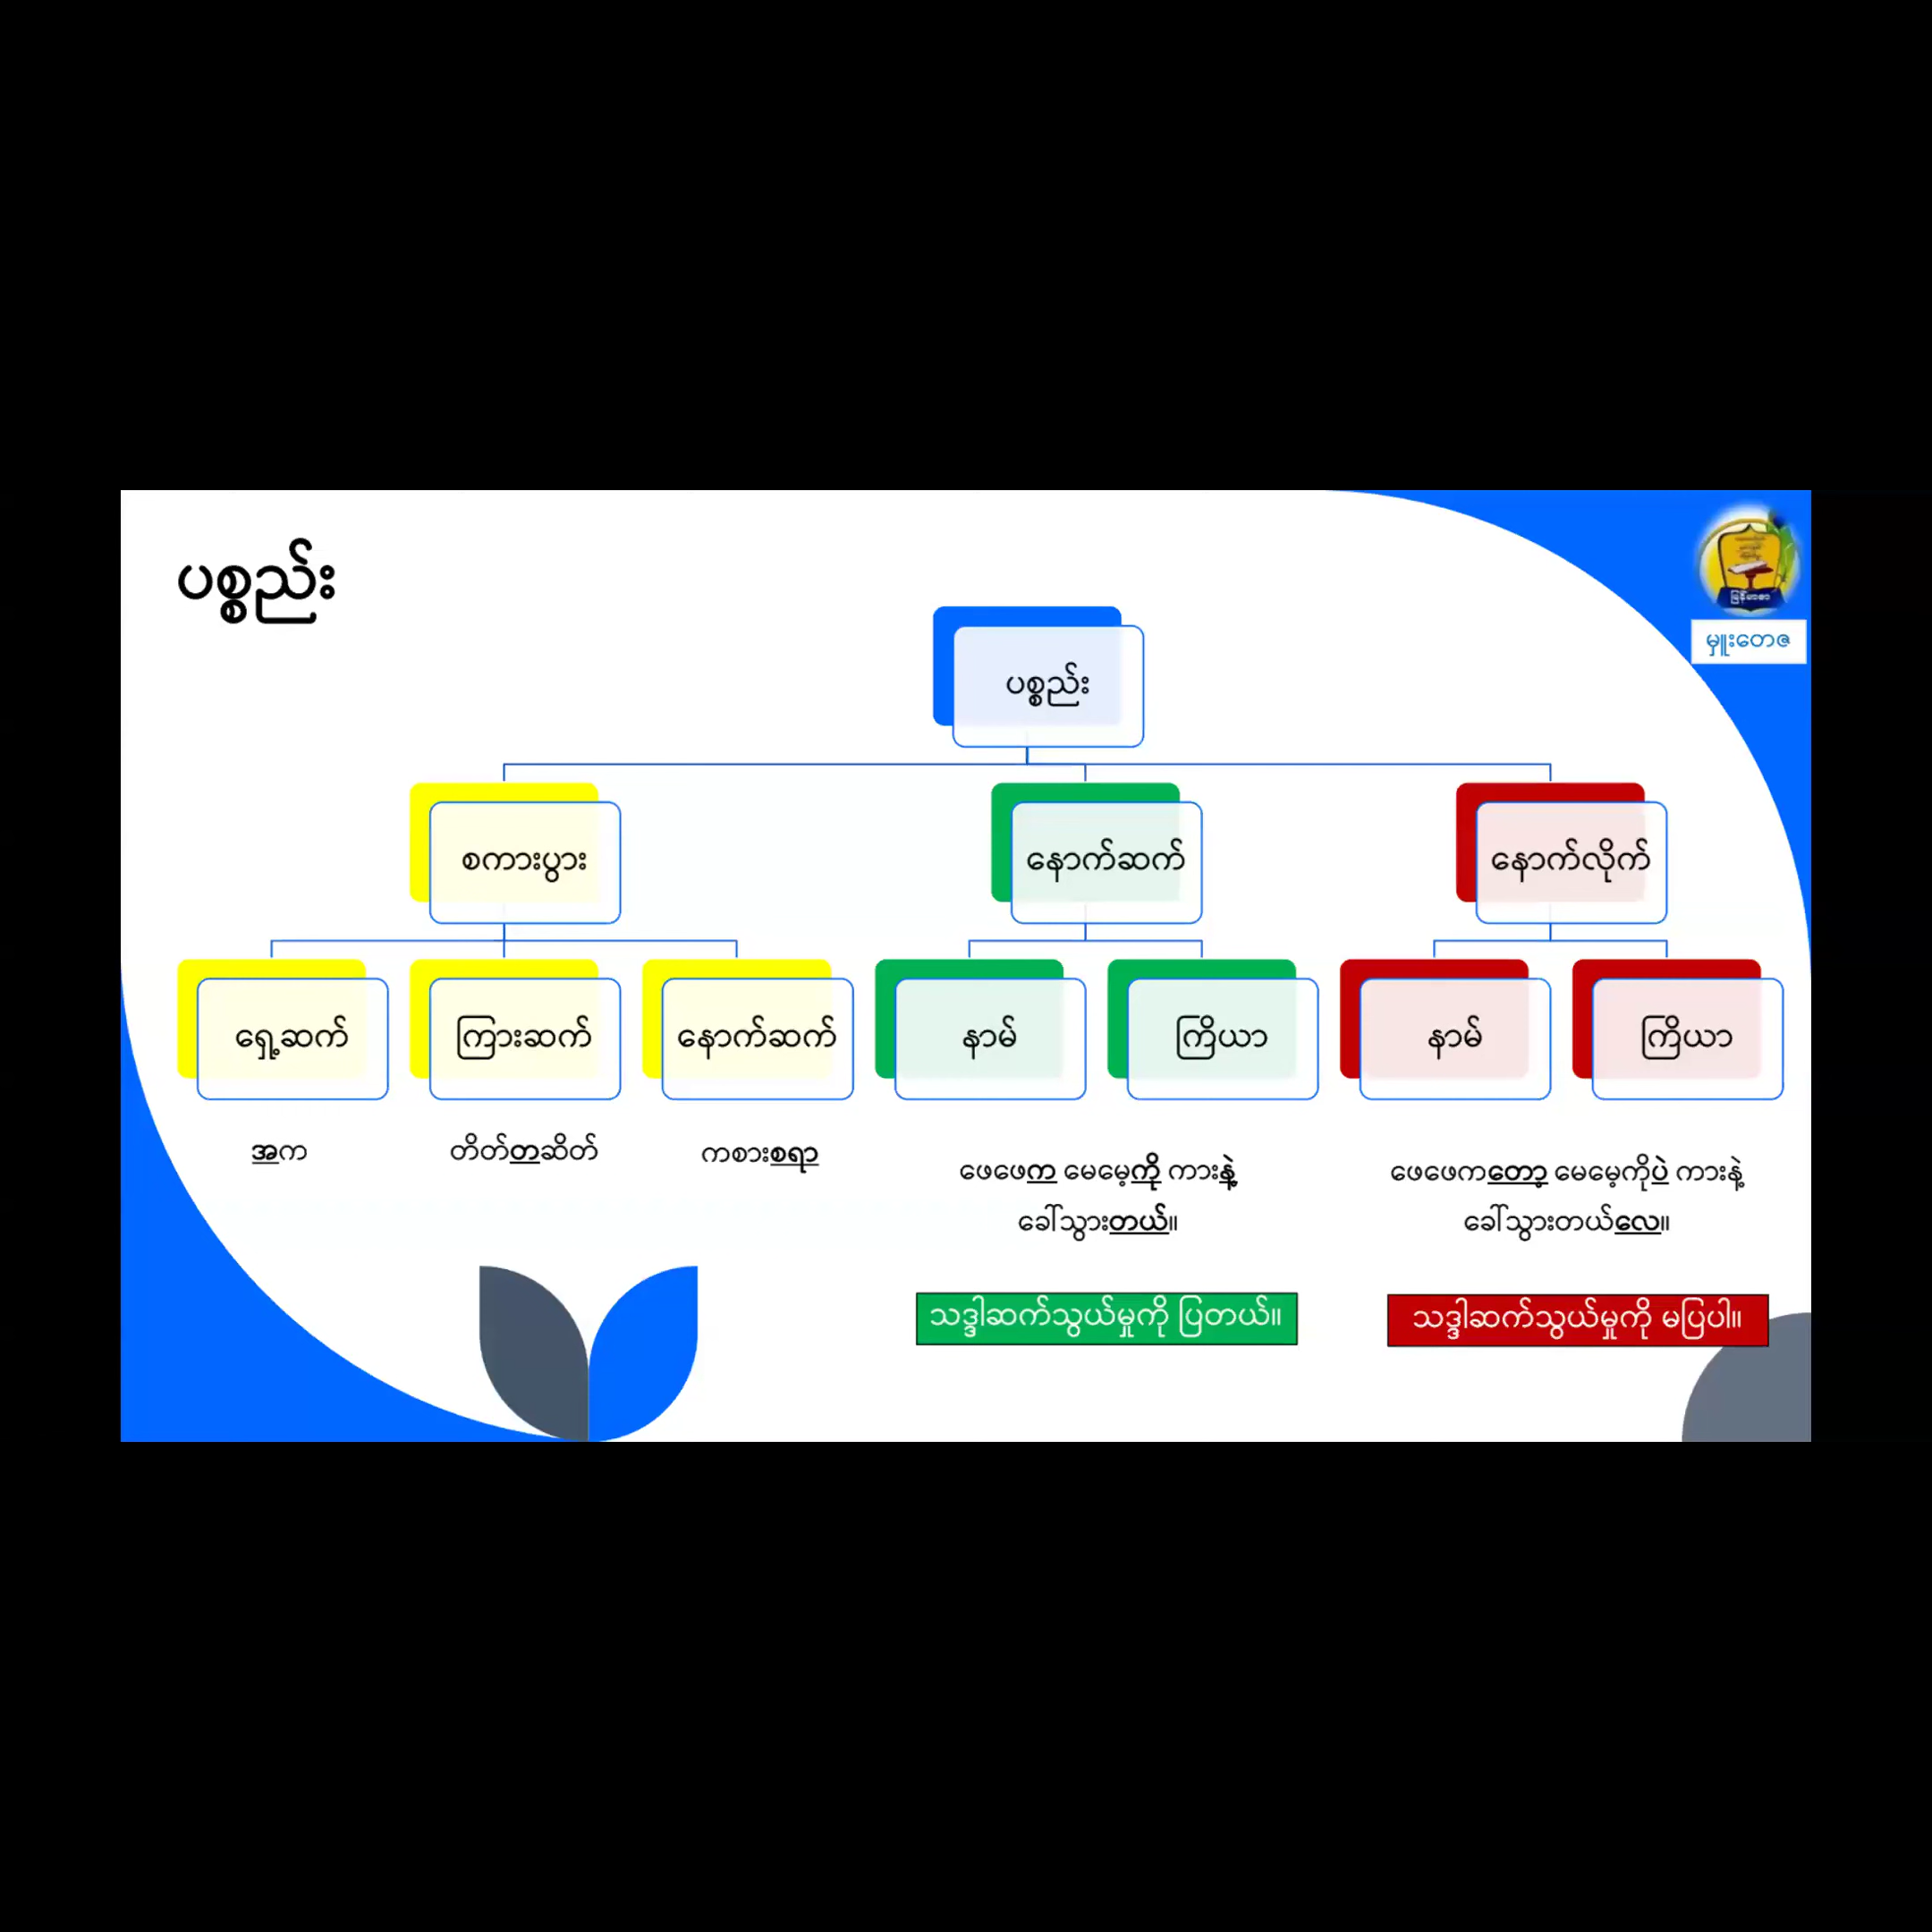 ပစ္စည်း
မြန်မာစာ
မှူးတေဇ
ပစ္စည်း
စကားပွား
နောက်ဆက်
နောက်လိုက်
ရှေ့ဆက်
ကြားဆက်
နောက်ဆက်
နာမ်
ကြိယာ
နာမ်
ကြိယာ
အက
တိတ်တဆိတ်
ကစားစရာ
ဖေဖေက မေမေ့ကို ကားနဲ့
ခေါ်သွားတယ်။
ဖေဖေကတော့ မေမေ့ကိုပဲ ကားနဲ့
ခေါ်သွားတယ်လေ။
သဒ္ဒါဆက်သွယ်မှုကို ပြတယ်။
သဒ္ဒါဆက်သွယ်မှုကို မပြပါ။